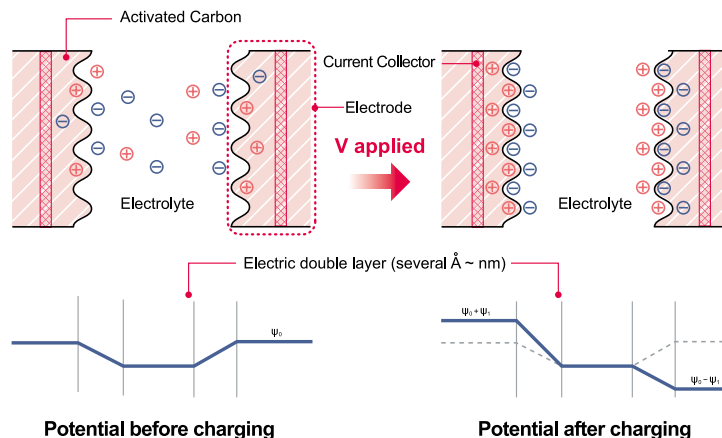 Activated Carbon
Current Collector
Electrode
V applied
Electrolyte
Electrolyte
Electric double layer (several Å ~ nm)
ψ₀
ψ₀+ψ₁
ψ₀−ψ₁
Potential before charging
Potential after charging